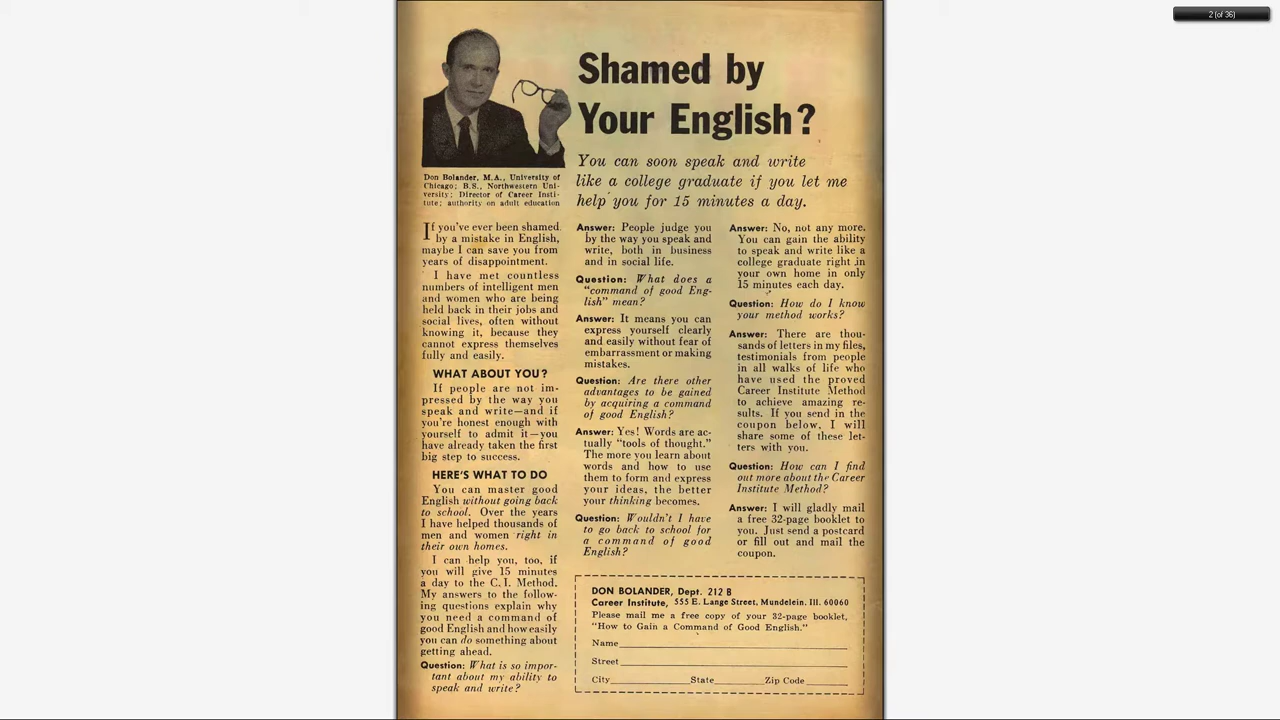 2 (of 36)
Shamed by
Your English?
You can soon speak and write
like a college graduate if you let me
help you for 15 minutes a day.
Don Bolander, M.A., University of
Chicago; B.S., Northwestern Uni-
versity; Director of Career Insti-
tute; authority on adult education
If you've ever been shamed
by a mistake in English,
maybe I can save you from
years of disappointment.
I have met countless
numbers of intelligent men
and women who are being
held back in their jobs and
social lives, often without
knowing it, because they
cannot express themselves
fully and easily.
WHAT ABOUT YOU?
If people are not im-
pressed by the way you
speak and write—and if
you're honest enough with
yourself to admit it—you
have already taken the first
big step to success.
HERE'S WHAT TO DO
You can master good
English without going back
to school. Over the years
I have helped thousands of
men and women right in
their own homes.
I can help you, too, if
you will give 15 minutes
a day to the C.I. Method.
My answers to the follow-
ing questions explain why
you need a command of
good English and how easily
you can do something about
getting ahead.
Question: What is so impor-
tant about my ability to
speak and write?
Answer: People judge you
by the way you speak and
write, both in business
and in social life.
Question: What does a
"command of good Eng-
lish" mean?
Answer: It means you can
express yourself clearly
and easily without fear of
embarrassment or making
mistakes.
Question: Are there other
advantages to be gained
by acquiring a command
of good English?
Answer: Yes! Words are ac-
tually "tools of thought."
The more you learn about
words and how to use
them to form and express
your ideas, the better
your thinking becomes.
Question: Wouldn't I have
to go back to school for
a command of good
English?
Answer: No, not any more.
You can gain the ability
to speak and write like a
college graduate right in
your own home in only
15 minutes each day.
Question: How do I know
your method works?
Answer: There are thou-
sands of letters in my files,
testimonials from people
in all walks of life who
have used the proved
Career Institute Method
to achieve amazing re-
sults. If you send in the
coupon below, I will
share some of these let-
ters with you.
Question: How can I find
out more about the Career
Institute Method?
Answer: I will gladly mail
a free 32-page booklet to
you. Just send a postcard
or fill out and mail the
coupon.
DON BOLANDER, Dept. 212 B
Career Institute, 555 E. Lange Street, Mundelein. Ill. 60060
Please mail me a free copy of your 32-page booklet,
"How to Gain a Command of Good English."
Name
Street
City State Zip Code